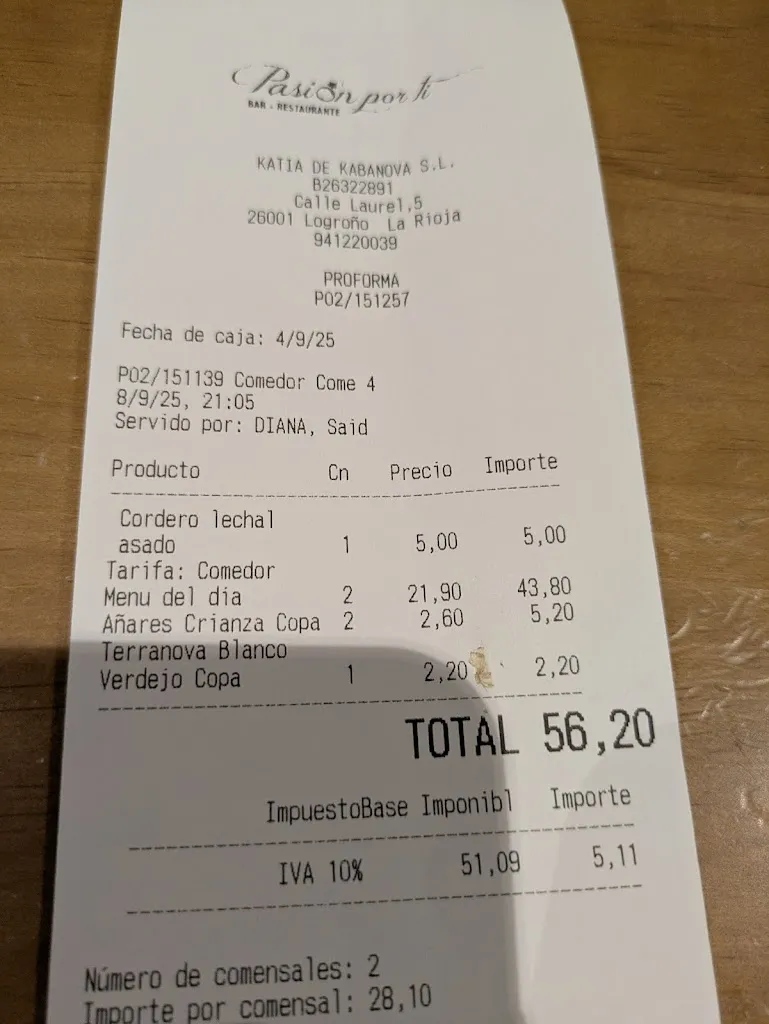 Pasión por ti
BAR - RESTAURANTE
KATIA DE KABANOVA S.L.
B26322891
Calle Laurel,5
26001 Logroño La Rioja
941220039
PROFORMA
P02/151257
Fecha de caja: 4/9/25
P02/151139 Comedor Come 4
8/9/25, 21:05
Servido por: DIANA, Said
Producto Cn Precio Importe
Cordero lechal
asado 1 5,00 5,00
Tarifa: Comedor
Menu del dia 2 21,90 43,80
Añares Crianza Copa 2 2,60 5,20
Terranova Blanco
Verdejo Copa 1 2,20 2,20
TOTAL 56,20
ImpuestoBase Imponibl Importe
IVA 10% 51,09 5,11
Número de comensales: 2
Importe por comensal: 28,10